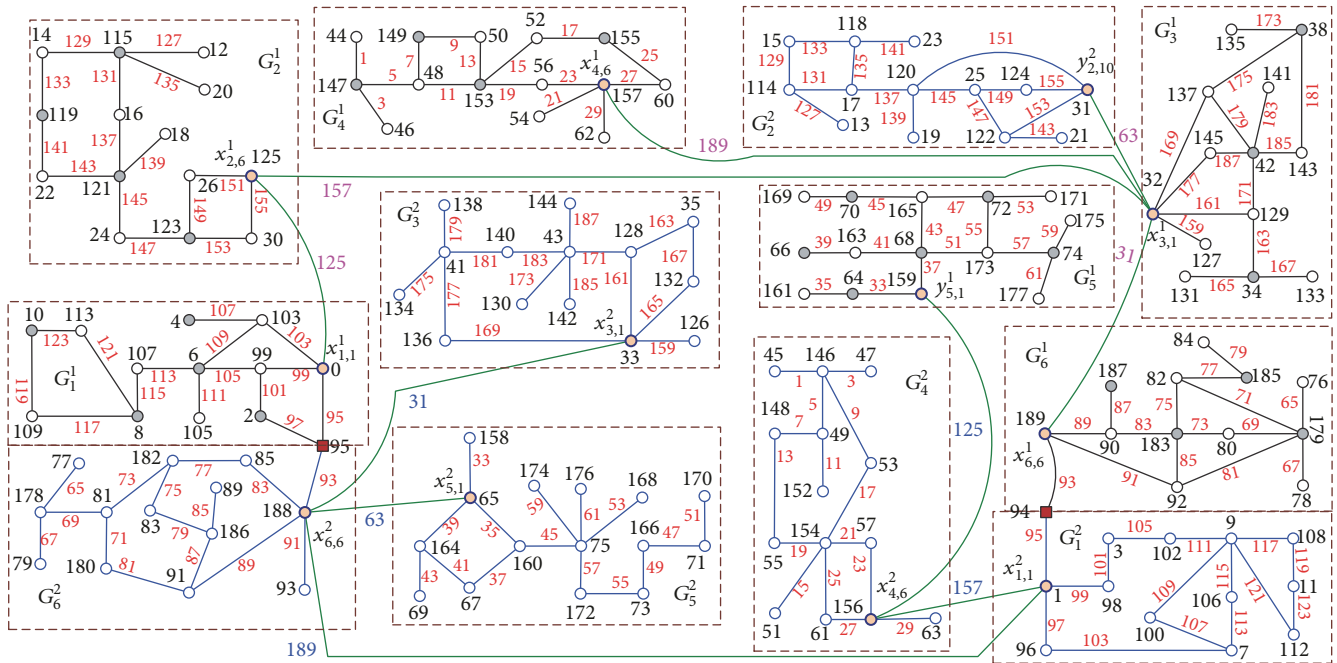 14 129 115 127 12 G_2^1
133 131 135 20
119 16 18
141 137 139 x_{2,6}^1 125
22 143 121 26 151
145 149 155
24 147 123 153 30
44 149 9 50 52 17 155
1 7 13 15 56 x_{4,6}^1 25
147 5 48 11 153 19 23 157 27 60
G_4^1 3 46 54 21 29 62
15 133 118 141 23 151
129 131 135 120 25 124 155 y_{2,10}^2
114 17 137 145 149 31
G_2^2 127 13 139 19 147 122 153 143 21
G_3^1 135 173 38
137 175 141 181
169 179 183
145 187 42 185 143
32 177 161 171 129
x_{3,1}^1 159 127 163
131 165 34 167 133
189 63
157
125
31
G_3^2 138 144 35
179 140 43 187 128 163
41 181 183 171 167
175 177 173 185 161 132
134 130 142 165
136 169 x_{3,1}^2 33 159 126
169 49 70 45 165 47 72 53 171
66 39 163 41 68 43 51 55 57 175 59 74
161 35 64 33 159 37 173 61 177 G_5^1
y_{5,1}^1
10 113 4 107 103
123 121 107 6 109 103 x_{1,1}^1
119 G_1^1 113 105 99 99 0
115 111 101 95
109 117 8 105 2 97 95
31
77 182 77 85 93
178 65 81 73 75 89 83
69 83 85 186 188 x_{6,6}^2
67 71 79 87 91
79 180 81 91 89 93
G_6^2
63
189
158
33
x_{5,1}^2 65 174 176 168 170
39 35 59 61 53 166 47 51
164 41 160 45 75 71
43 37 57 49
69 67 172 55 73 G_5^2
45 146 47 G_4^2
1 3
148 5 9
7 49
13 11 53
152 17
55 154 57
19 21 23
15 25 x_{4,6}^2
51 61 27 156 29 63
125
157
G_6^1 84 79
187 82 77 185 76
87 75 71 65
189 89 90 83 183 73 80 69 179
x_{6,6}^1 91 85 81 67
93 92 78
94
95 G_1^2 105 9 108
3 102 111 117 119
x_{1,1}^2 101 115 11
1 99 98 109 106 121 123
97 100 107 113 112
96 103 7